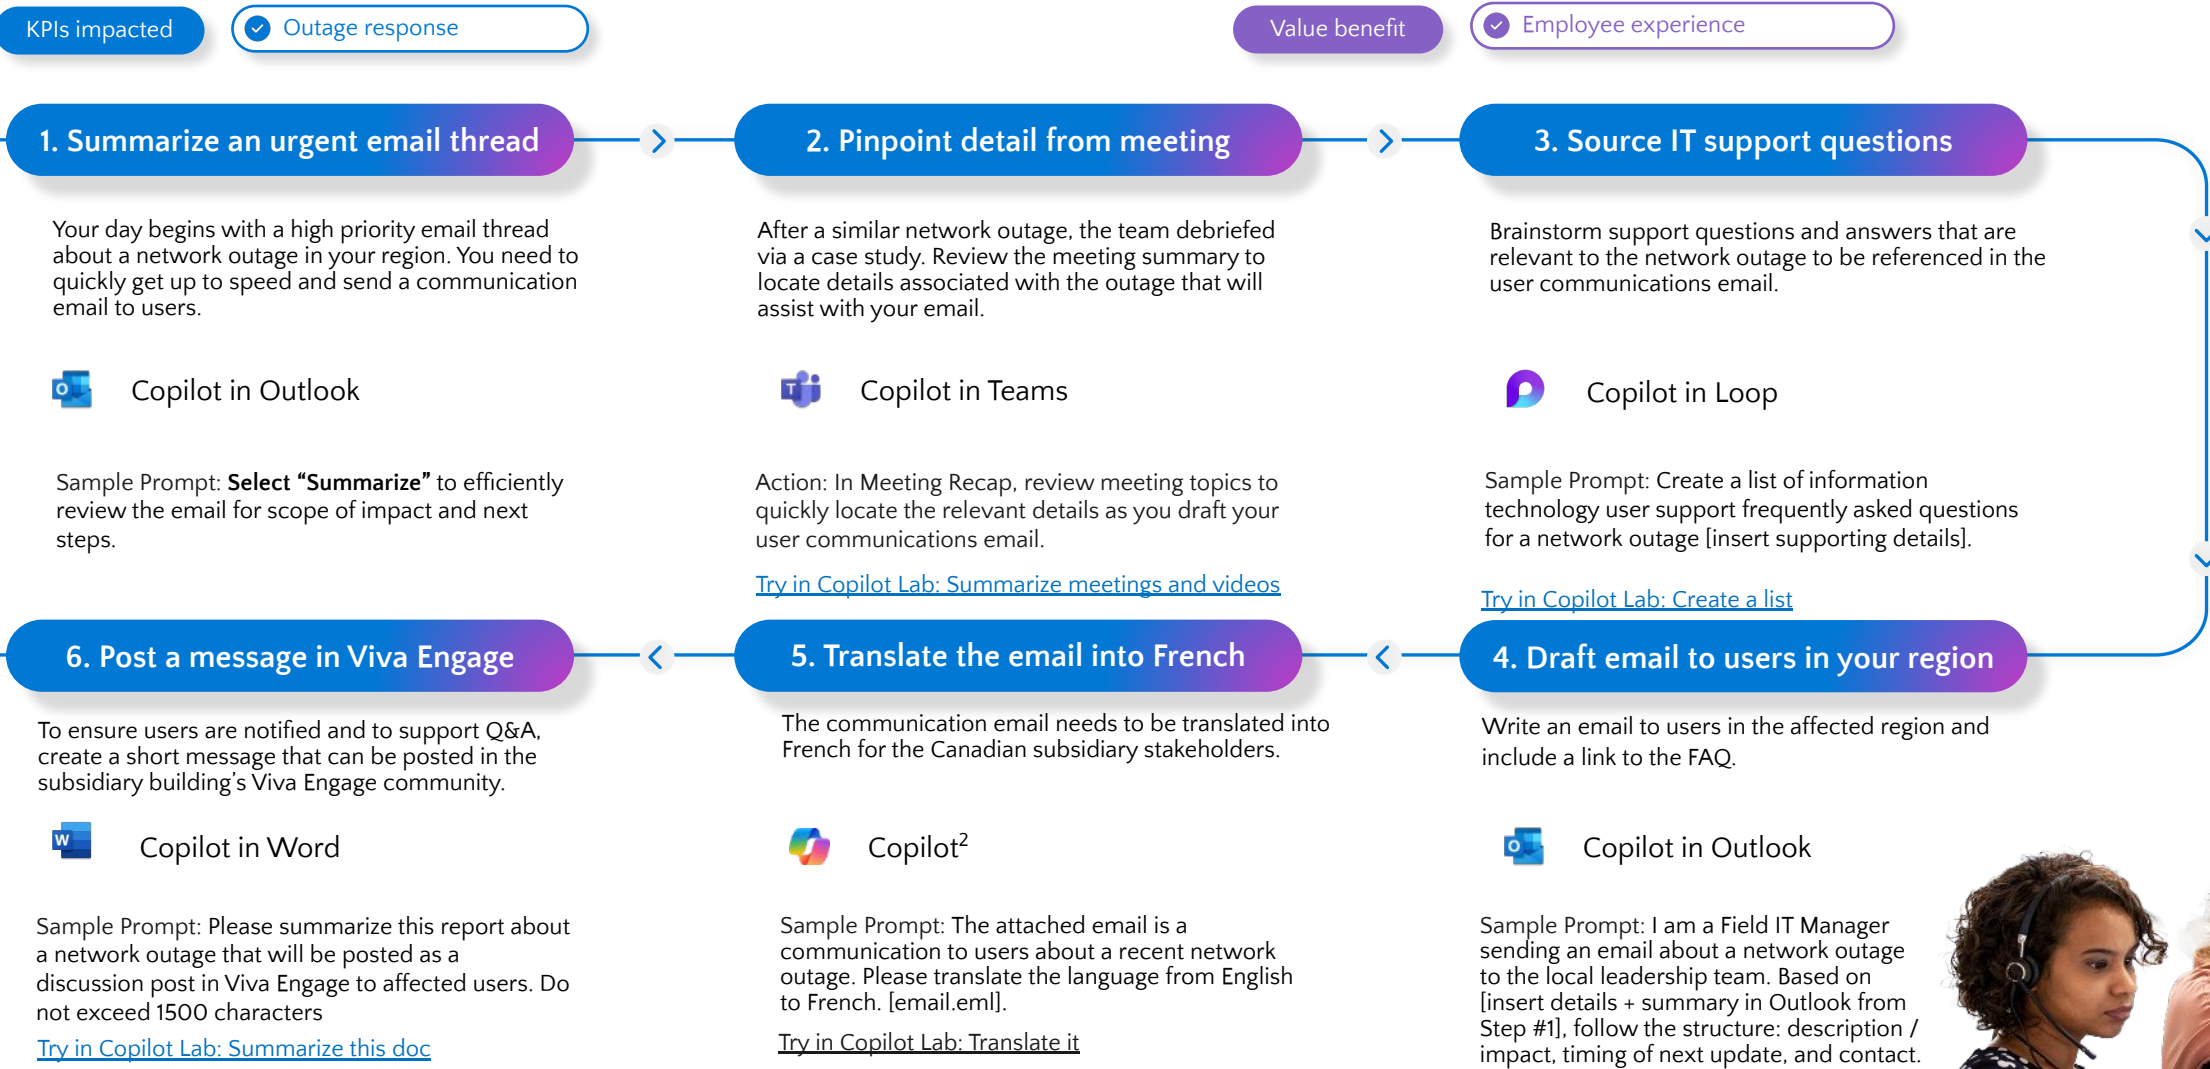 KPIs impacted
Outage response
Value benefit
Employee experience
1. Summarize an urgent email thread
Your day begins with a high priority email thread
about a network outage in your region. You need to
quickly get up to speed and send a communication
email to users.
Copilot in Outlook
Sample Prompt: Select “Summarize” to efficiently
review the email for scope of impact and next
steps.
2. Pinpoint detail from meeting
After a similar network outage, the team debriefed
via a case study. Review the meeting summary to
locate details associated with the outage that will
assist with your email.
Copilot in Teams
Action: In Meeting Recap, review meeting topics to
quickly locate the relevant details as you draft your
user communications email.
Try in Copilot Lab: Summarize meetings and videos
3. Source IT support questions
Brainstorm support questions and answers that are
relevant to the network outage to be referenced in the
user communications email.
Copilot in Loop
Sample Prompt: Create a list of information
technology user support frequently asked questions
for a network outage [insert supporting details].
Try in Copilot Lab: Create a list
4. Draft email to users in your region
Write an email to users in the affected region and
include a link to the FAQ.
Copilot in Outlook
Sample Prompt: I am a Field IT Manager
sending an email about a network outage
to the local leadership team. Based on
[insert details + summary in Outlook from
Step #1], follow the structure: description /
impact, timing of next update, and contact.
5. Translate the email into French
The communication email needs to be translated into
French for the Canadian subsidiary stakeholders.
Copilot²
Sample Prompt: The attached email is a
communication to users about a recent network
outage. Please translate the language from English
to French. [email.eml].
Try in Copilot Lab: Translate it
6. Post a message in Viva Engage
To ensure users are notified and to support Q&A,
create a short message that can be posted in the
subsidiary building’s Viva Engage community.
Copilot in Word
Sample Prompt: Please summarize this report about
a network outage that will be posted as a
discussion post in Viva Engage to affected users. Do
not exceed 1500 characters
Try in Copilot Lab: Summarize this doc